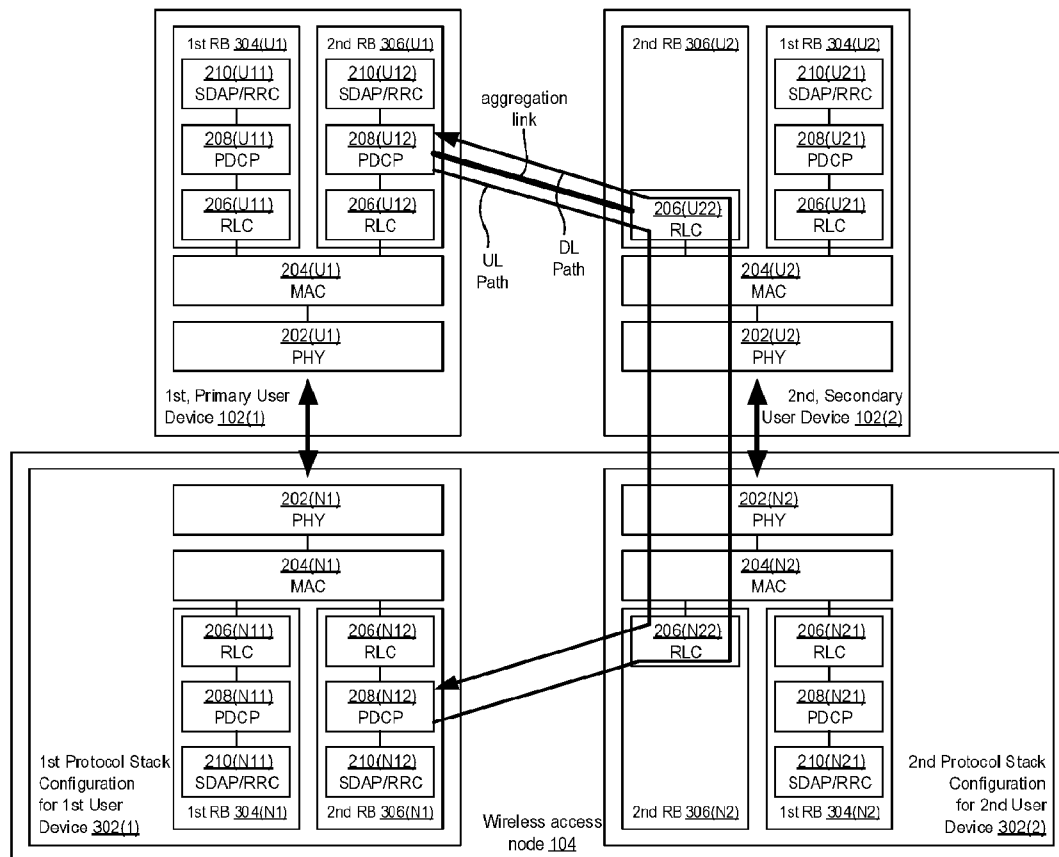 1st RB 304(U1)
210(U11)
SDAP/RRC
208(U11)
PDCP
206(U11)
RLC
2nd RB 306(U1)
210(U12)
SDAP/RRC
208(U12)
PDCP
206(U12)
RLC
204(U1)
MAC
202(U1)
PHY
1st, Primary User
Device 102(1)
aggregation
link
UL
Path
DL
Path
2nd RB 306(U2)
206(U22)
RLC
1st RB 304(U2)
210(U21)
SDAP/RRC
208(U21)
PDCP
206(U21)
RLC
204(U2)
MAC
202(U2)
PHY
2nd, Secondary
User Device 102(2)
202(N1)
PHY
204(N1)
MAC
206(N11)
RLC
208(N11)
PDCP
210(N11)
SDAP/RRC
1st RB 304(N1)
206(N12)
RLC
208(N12)
PDCP
210(N12)
SDAP/RRC
2nd RB 306(N1)
1st Protocol Stack
Configuration
for 1st User
Device 302(1)
Wireless access
node 104
202(N2)
PHY
204(N2)
MAC
206(N22)
RLC
2nd RB 306(N2)
206(N21)
RLC
208(N21)
PDCP
210(N21)
SDAP/RRC
1st RB 304(N2)
2nd Protocol Stack
Configuration
for 2nd User
Device 302(2)